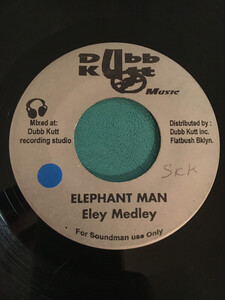 Dubb
Kutt
Music
Mixed at:
Dubb Kutt
recording studio
Distributed by :
Dubb Kutt inc.
Flatbush Bklyn.
SKK
ELEPHANT MAN
Eley Medley
For Soundman use Only